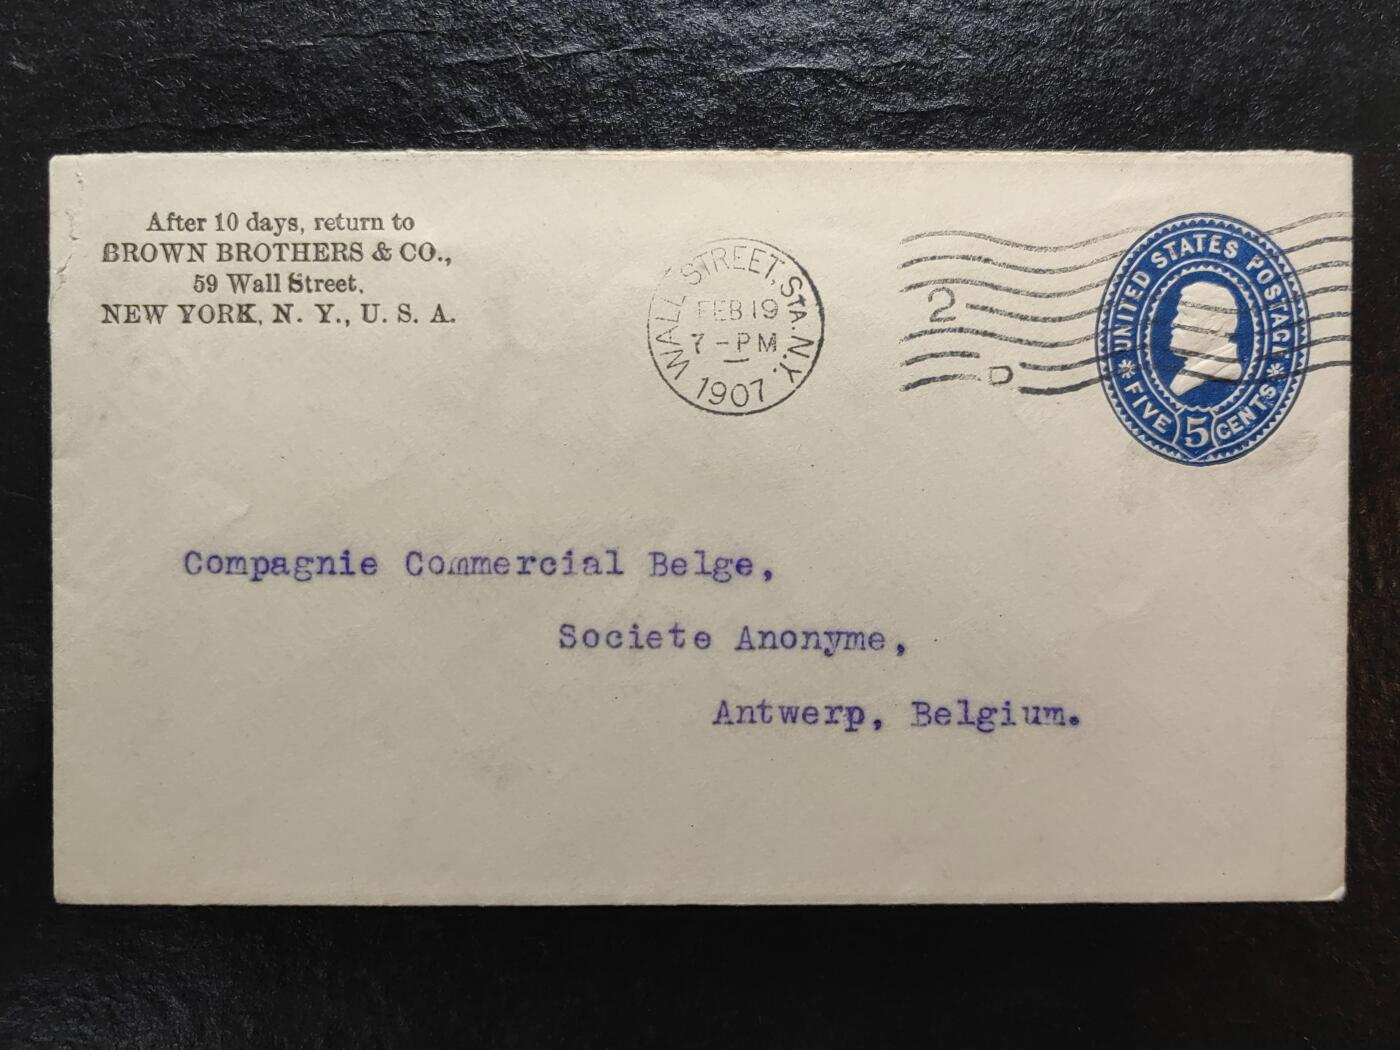 After 10 days, return to
BROWN BROTHERS & CO.,
59 Wall Street,
NEW YORK, N. Y., U. S. A.
WALL STREET, STA. N.Y.
FEB 19
7 - PM
1907
2
D
UNITED STATES POSTAGE
* FIVE 5 CENTS *
Compagnie Commercial Belge,
Societe Anonyme,
Antwerp, Belgium.